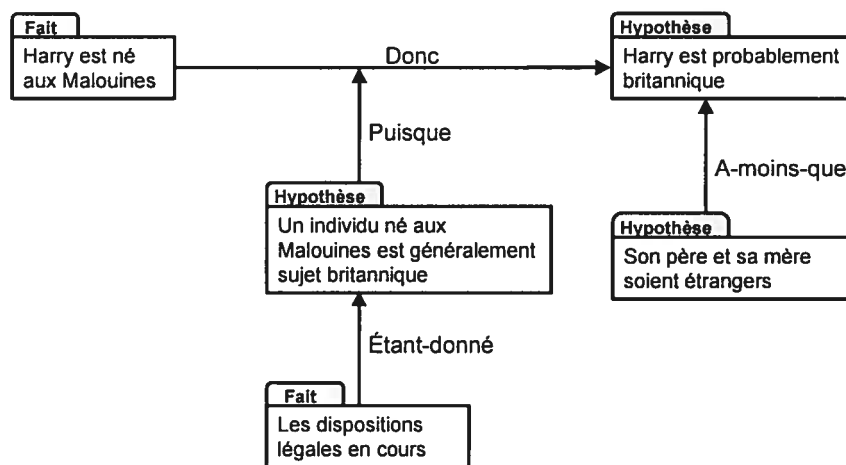 Fait
Harry est né
aux Malouines
Donc
Hypothèse
Harry est probablement
britannique
Puisque
A-moins-que
Hypothèse
Un individu né aux
Malouines est généralement
sujet britannique
Hypothèse
Son père et sa mère
soient étrangers
Étant-donné
Fait
Les dispositions
légales en cours